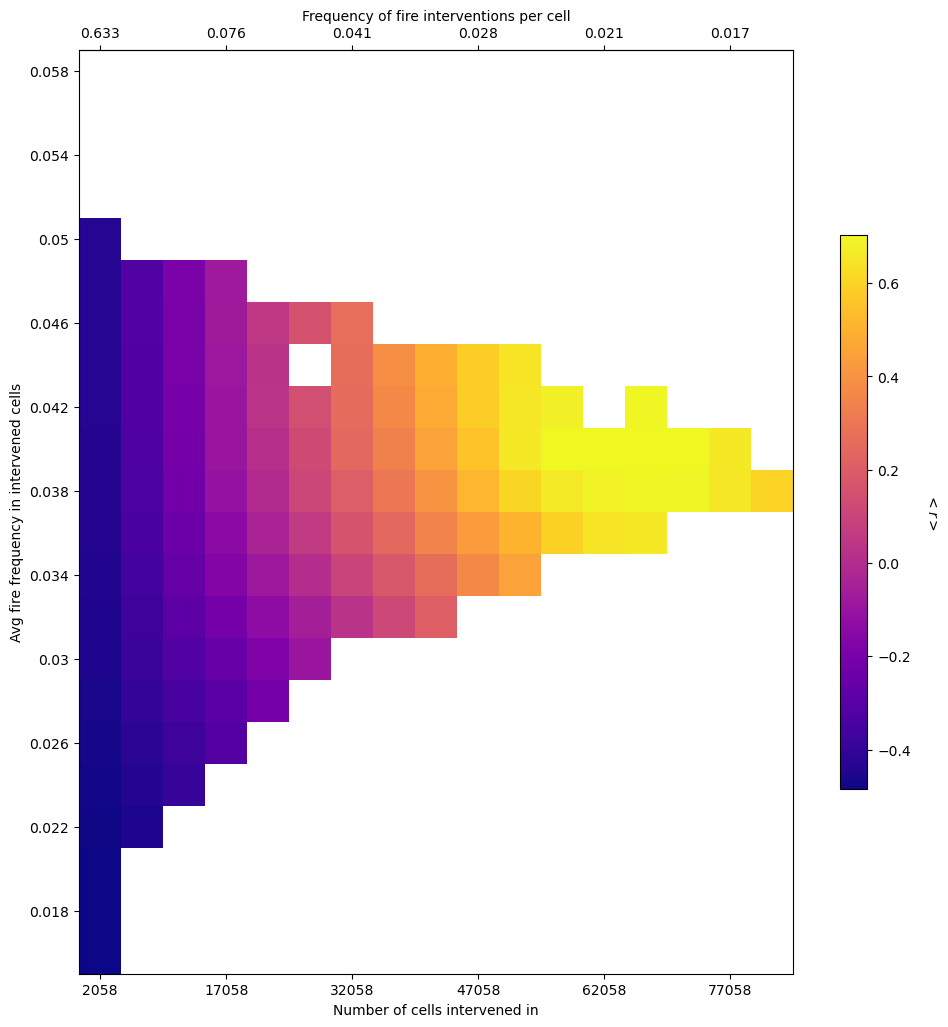 Frequency of fire interventions per cell
0.633 0.076 0.041 0.028 0.021 0.017
0.058
0.054
0.05
0.046
0.042
0.038
0.034
0.03
0.026
0.022
0.018
Avg fire frequency in intervened cells
2058 17058 32058 47058 62058 77058
Number of cells intervened in
0.6
0.4
0.2
0.0
−0.2
−0.4
< r >